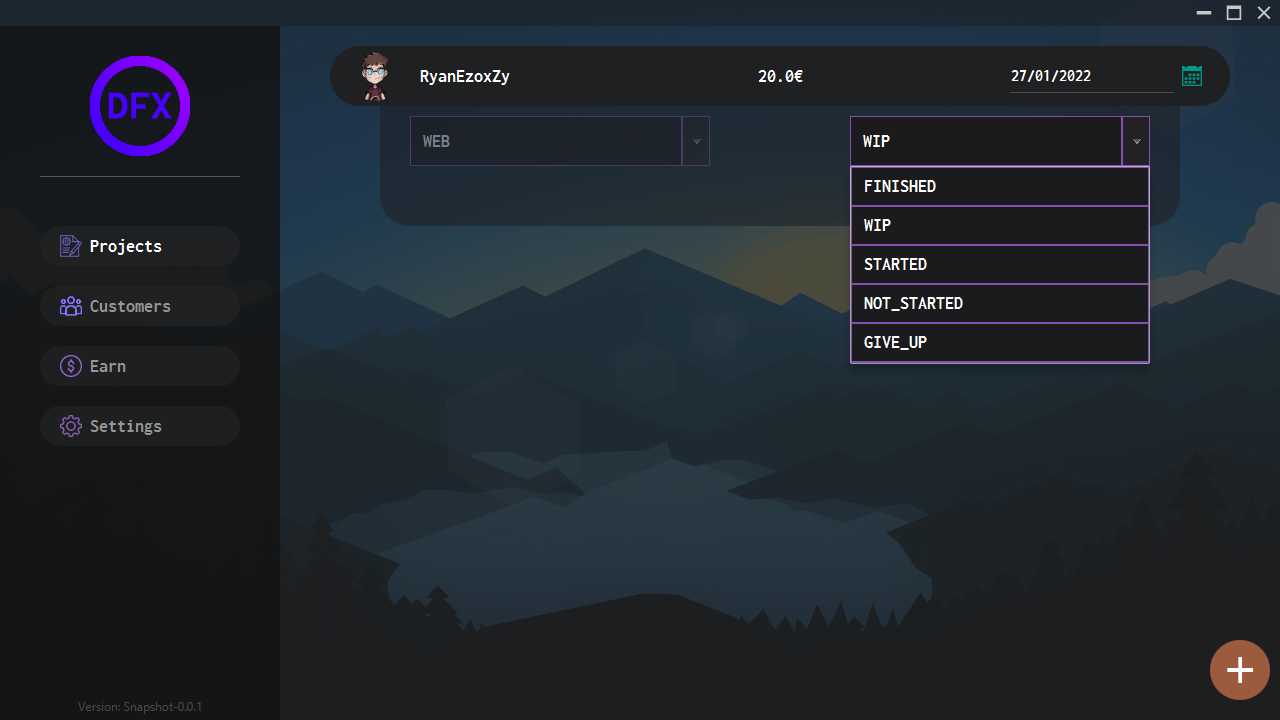 DFX
RyanEzoxZy
20.0€
27/01/2022
WEB
WIP
FINISHED
WIP
STARTED
NOT_STARTED
GIVE_UP
Projects
Customers
Earn
Settings
Version: Snapshot-0.0.1